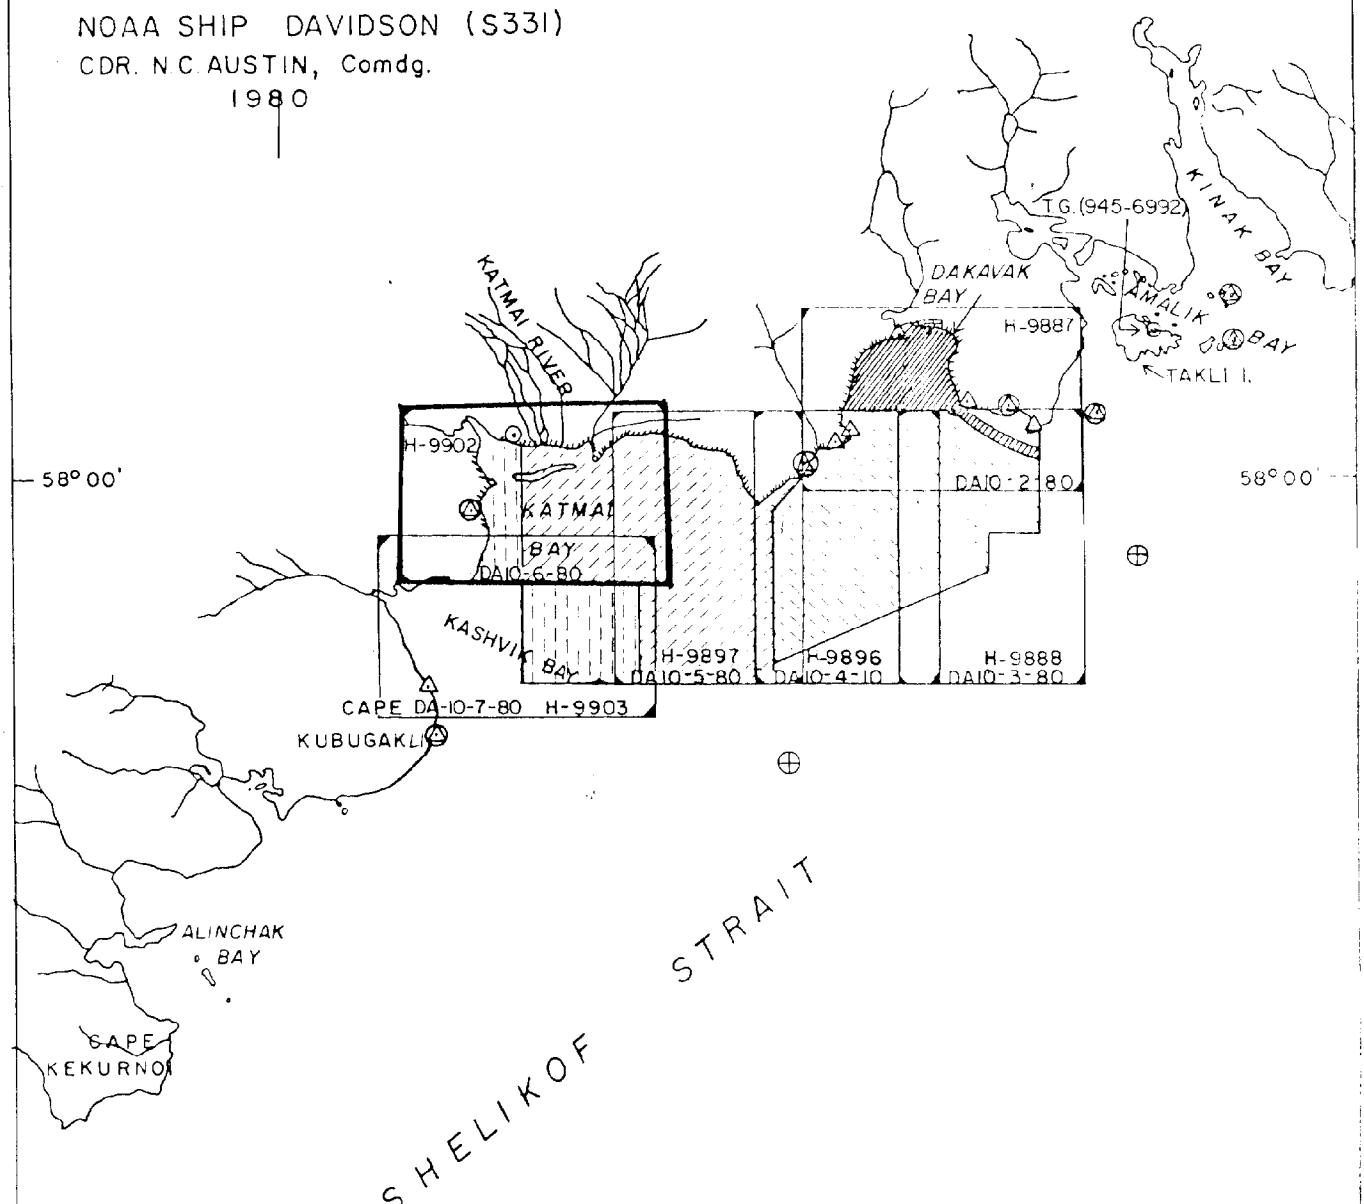 NOAA SHIP DAVIDSON (S331)
CDR. N.C. AUSTIN, Comdg.
1980
KINAK BAY
T.G.(945-6992)
KATMAI RIVER
DAKAVAK
BAY
AMALIK
BAY
H-9887
TAKLI I.
H-9902
58°00'
58°00'
DA10-2-80
KATMAI
BAY
DA10-6-80
KASHVIK BAY
H-9897
DA10-5-80
H-9896
DA10-4-10
H-9888
DA10-3-80
CAPE
DA-10-7-80 H-9903
KUBUGAKLI
ALINCHAK
BAY
CAPE
KEKURNOI
SHELIKOF STRAIT